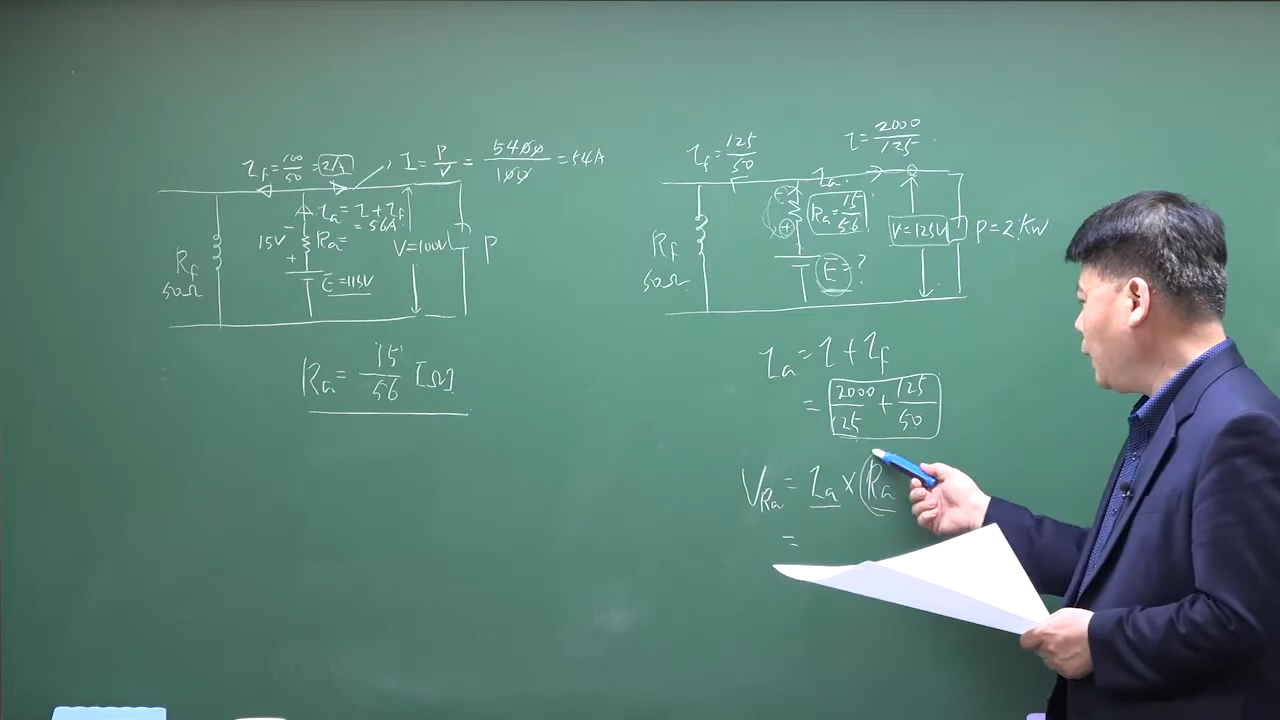 I_f = 100/50 = 2A
I = P/V = 5400/100 = 54A
I_a = I + I_f
= 56A
15V
-
+
R_a =
E = 115V
V = 100V
P
R_f
50Ω
R_a = 15/56 [Ω]
I_f = 125/50
I = 2000/125
I_a
R_a = 15/56
⊖
⊕
E = ?
V = 125V
P = 2kW
R_f
50Ω
I_a = I + I_f
= 2000/125 + 125/50
V_Ra = I_a × R_a
=